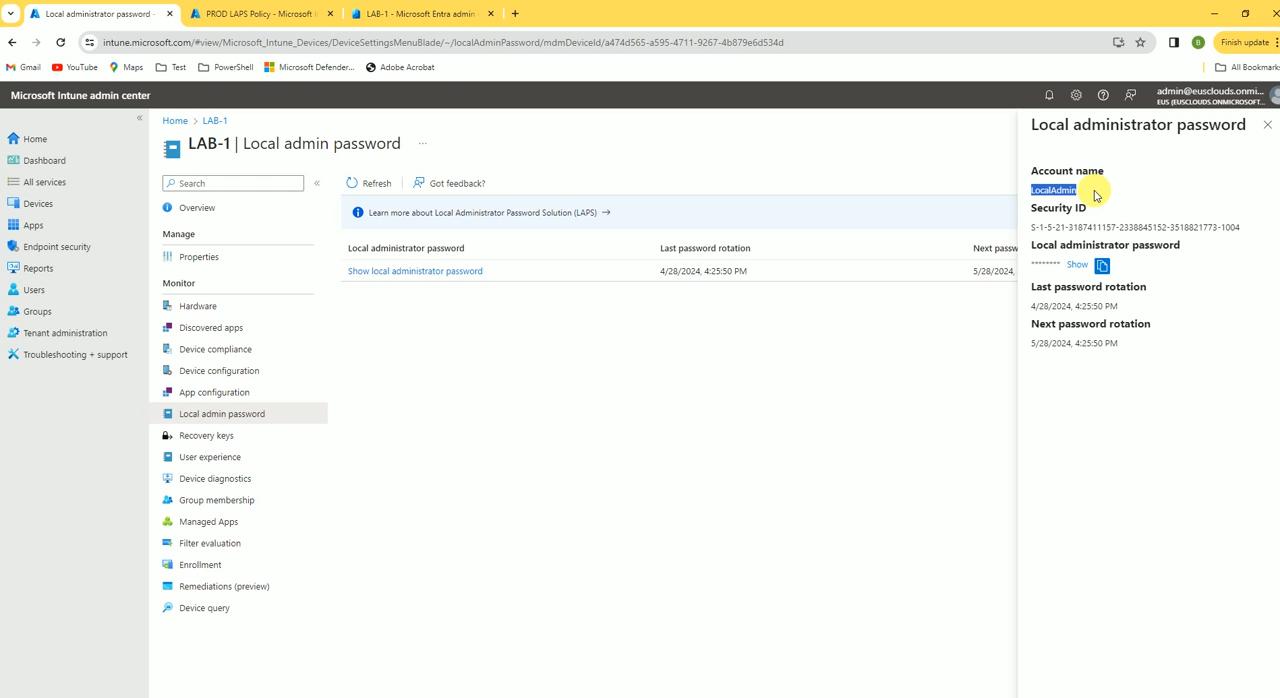 Local administrator password -
PROD LAPS Policy - Microsoft I
LAB-1 - Microsoft Entra admin
intune.microsoft.com/#view/Microsoft_Intune_Devices/DeviceSettingsMenuBlade/~/localAdminPassword/mdmDeviceId/a474d565-a595-4711-9267-4b879e6d534d
B
Finish update
Gmail
YouTube
Maps
Test
PowerShell
Microsoft Defender...
Adobe Acrobat
All Bookmarks
Microsoft Intune admin center
admin@eusclouds.onmi...
EUS (EUSCLOUDS.ONMICROSOFT....
Home
Dashboard
All services
Devices
Apps
Endpoint security
Reports
Users
Groups
Tenant administration
Troubleshooting + support
Home > LAB-1
LAB-1 | Local admin password ...
Search
Overview
Manage
Properties
Monitor
Hardware
Discovered apps
Device compliance
Device configuration
App configuration
Local admin password
Recovery keys
User experience
Device diagnostics
Group membership
Managed Apps
Filter evaluation
Enrollment
Remediations (preview)
Device query
Refresh
Got feedback?
Learn more about Local Administrator Password Solution (LAPS) →
Local administrator password Last password rotation Next passw
Show local administrator password 4/28/2024, 4:25:50 PM 5/28/2024,
Local administrator password
Account name
LocalAdmin
Security ID
S-1-5-21-3187411157-2338845152-3518821773-1004
Local administrator password
******** Show
Last password rotation
4/28/2024, 4:25:50 PM
Next password rotation
5/28/2024, 4:25:50 PM